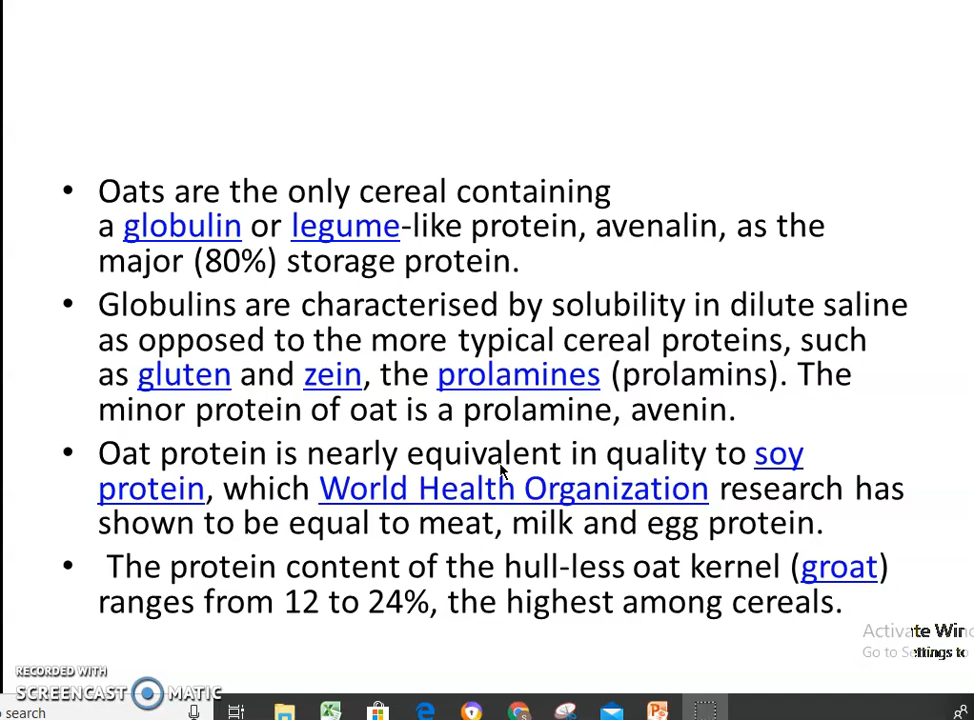 • Oats are the only cereal containing
a globulin or legume-like protein, avenalin, as the
major (80%) storage protein.
• Globulins are characterised by solubility in dilute saline
as opposed to the more typical cereal proteins, such
as gluten and zein, the prolamines (prolamins). The
minor protein of oat is a prolamine, avenin.
• Oat protein is nearly equivalent in quality to soy
protein, which World Health Organization research has
shown to be equal to meat, milk and egg protein.
• The protein content of the hull-less oat kernel (groat)
ranges from 12 to 24%, the highest among cereals.
Activate Win
Go to Settings to
RECORDED WITH
SCREENCAST MATIC
search